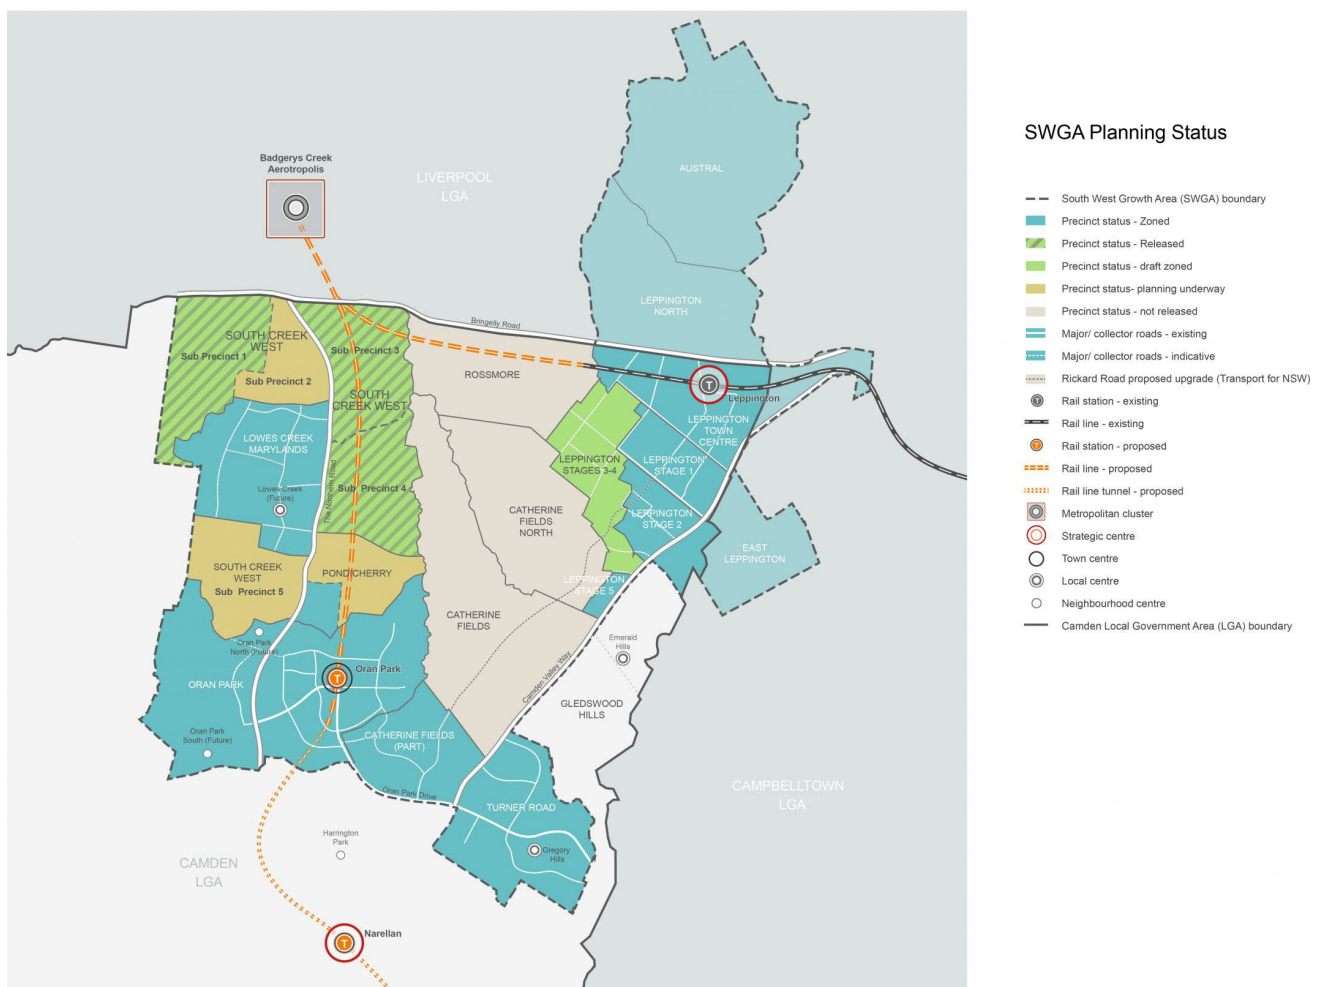 SWGA Planning Status
South West Growth Area (SWGA) boundary
Precinct status - Zoned
Precinct status - Released
Precinct status - draft zoned
Precinct status- planning underway
Precinct status - not released
Major/ collector roads - existing
Major/ collector roads - indicative
Rickard Road proposed upgrade (Transport for NSW)
Rail station - existing
Rail line - existing
Rail station - proposed
Rail line - proposed
Rail line tunnel - proposed
Metropolitan cluster
Strategic centre
Town centre
Local centre
Neighbourhood centre
Camden Local Government Area (LGA) boundary
Badgerys Creek
Aerotropolis
LIVERPOOL
LGA
AUSTRAL
LEPPINGTON
NORTH
Bringelly Road
SOUTH CREEK
WEST
Sub Precinct 1
Sub Precinct 2
Sub Precinct 3
SOUTH
CREEK WEST
ROSSMORE
T
Leppington
LEPPINGTON
TOWN
CENTRE
LOWES CREEK
MARYLANDS
LEPPINGTON
STAGES 3-4
LEPPINGTON
STAGE 1
The Northern Road
Sub Precinct 4
Lowes Creek
(Future)
CATHERINE
FIELDS
NORTH
LEPPINGTON
STAGE 2
EAST
LEPPINGTON
SOUTH CREEK
WEST
Sub Precinct 5
PONDICHERRY
LEPPINGTON
STAGE 5
CATHERINE
FIELDS
Oran Park
North (Future)
Emerald
Hills
Camden Valley Way
ORAN PARK
T
Oran Park
GLEDSWOOD
HILLS
Oran Park
South (Future)
CATHERINE FIELDS
(PART)
Oran Park Drive
CAMPBELLTOWN
LGA
TURNER ROAD
Gregory
Hills
Harrington
Park
CAMDEN
LGA
T
Narellan